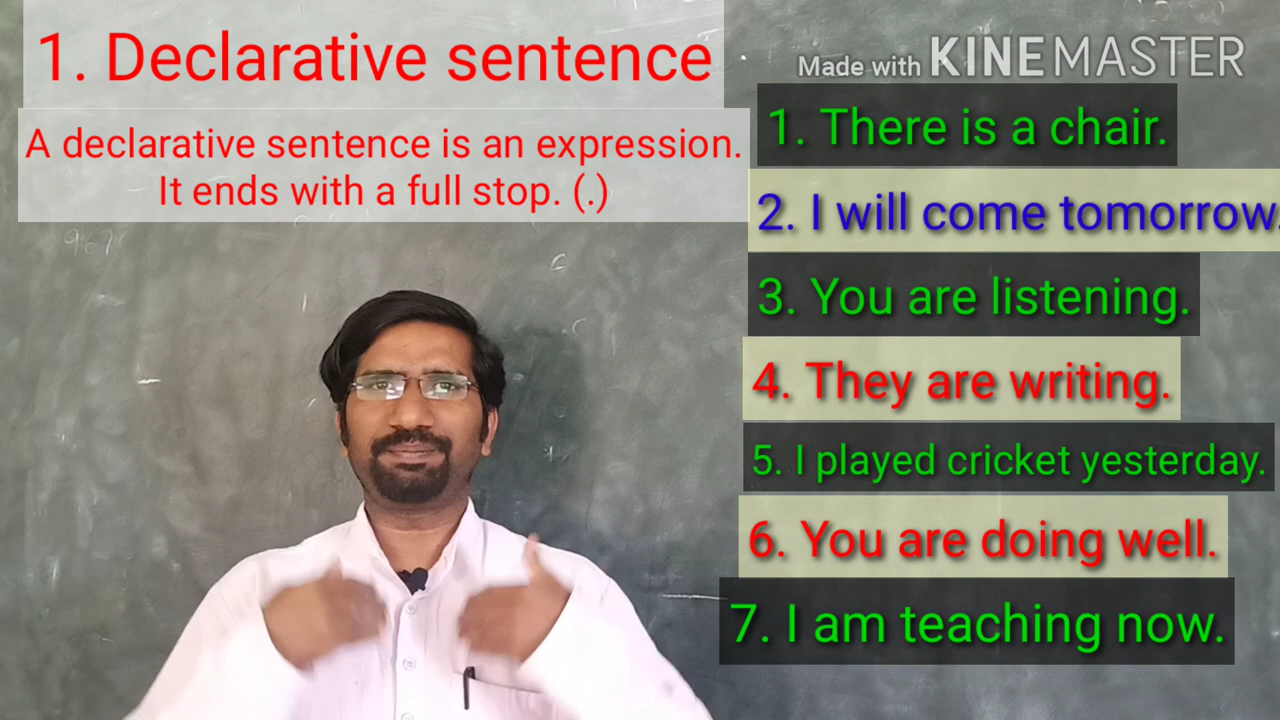 1. Declarative sentence
A declarative sentence is an expression.
It ends with a full stop. (.)
Made with KINEMASTER
1. There is a chair.
2. I will come tomorrow.
3. You are listening.
4. They are writing.
5. I played cricket yesterday.
6. You are doing well.
7. I am teaching now.